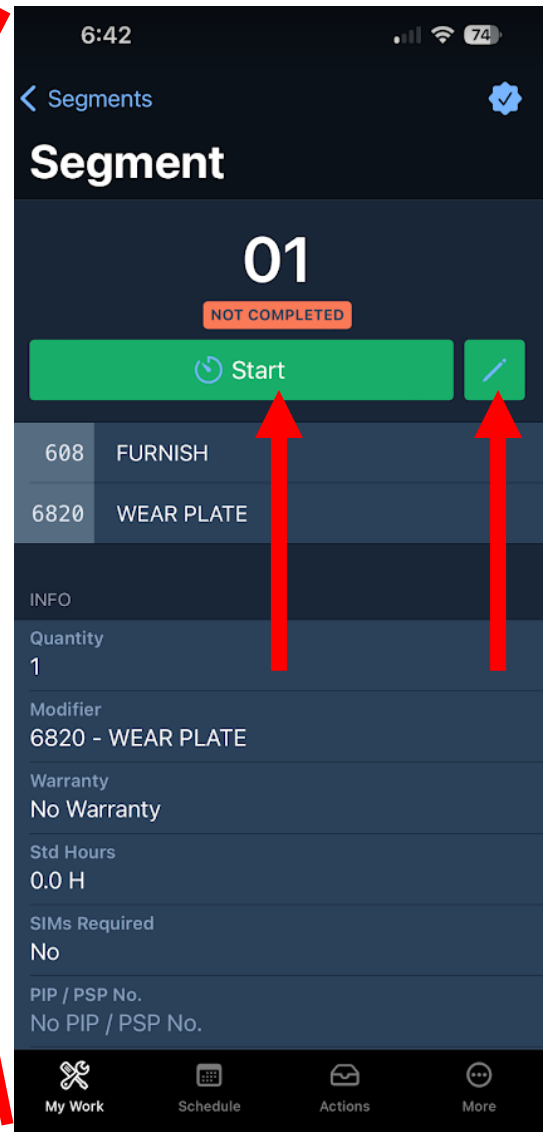 6:42
74
Segments
Segment
01
NOT COMPLETED
Start
608 FURNISH
6820 WEAR PLATE
INFO
Quantity
1
Modifier
6820 - WEAR PLATE
Warranty
No Warranty
Std Hours
0.0 H
SIMs Required
No
PIP / PSP No.
No PIP / PSP No.
My Work Schedule Actions More